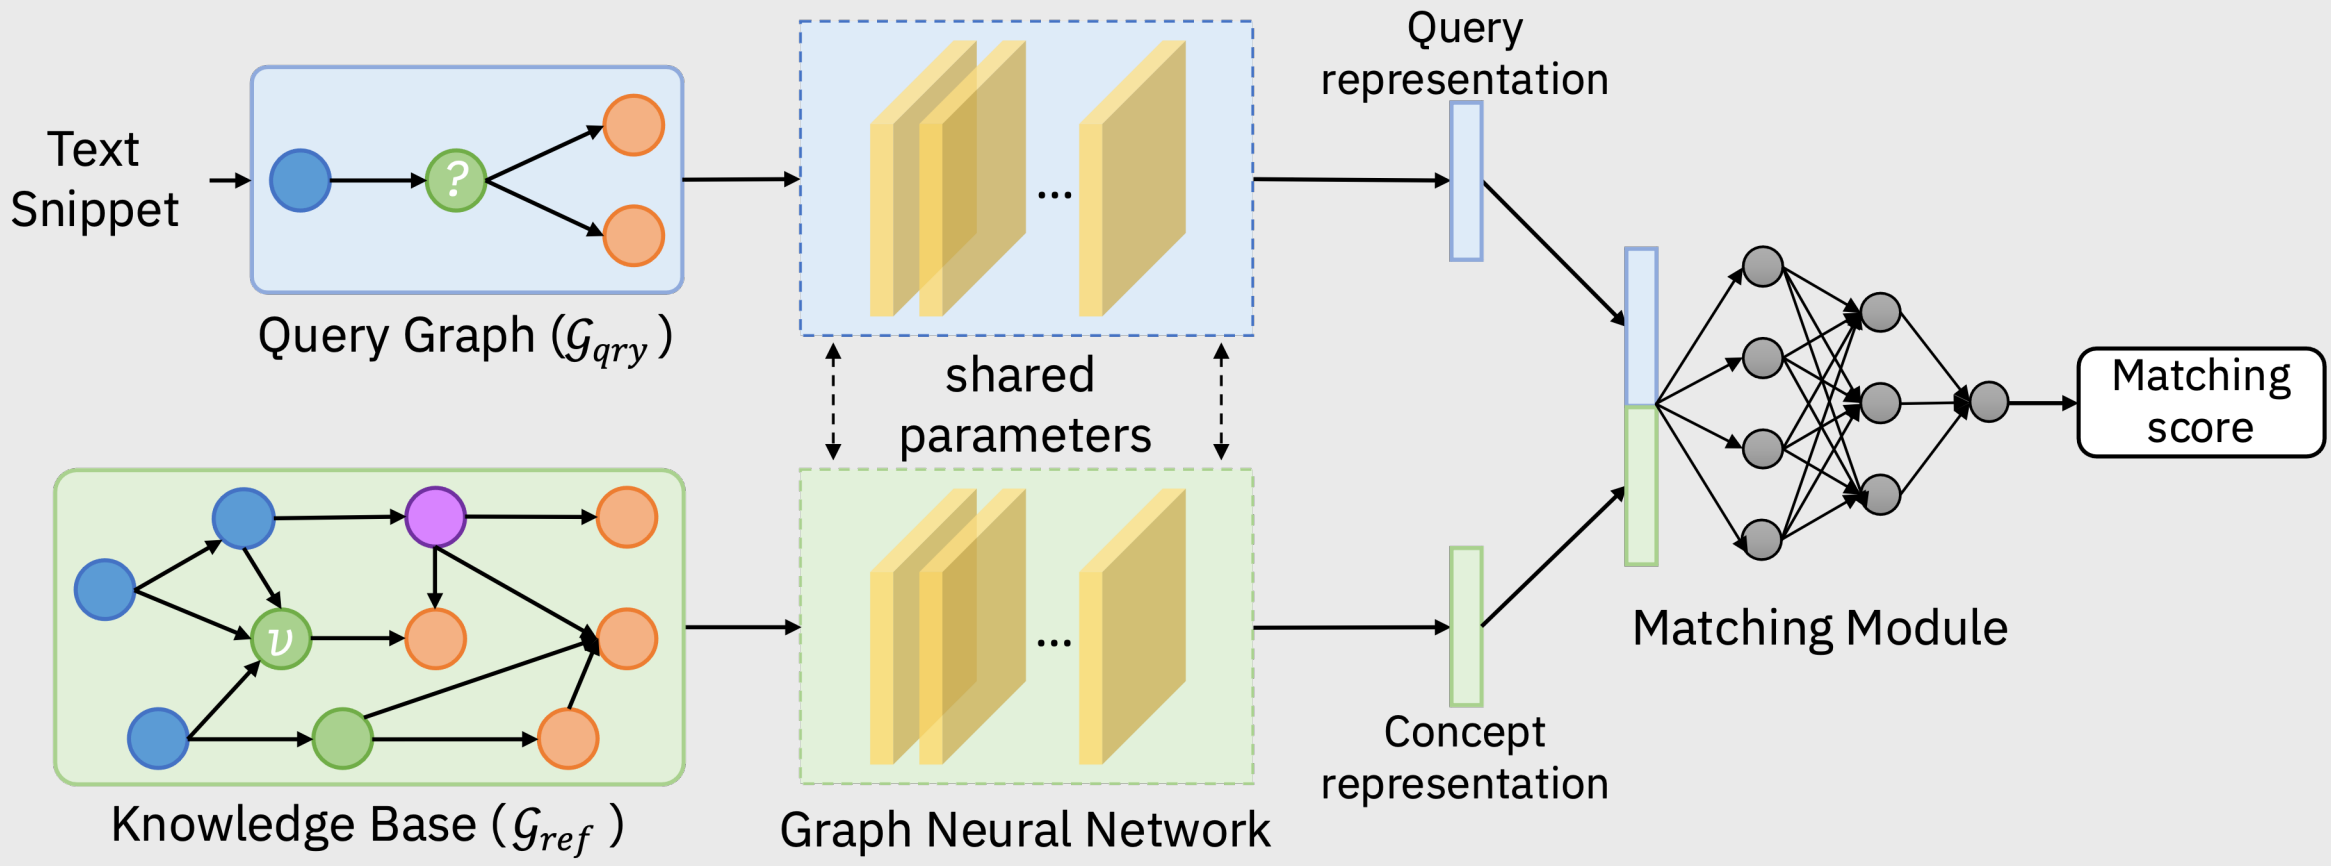 Text
Snippet
?
Query Graph (𝒢qry )
...
shared
parameters
Query
representation
υ
Knowledge Base (𝒢ref )
...
Graph Neural Network
Concept
representation
Matching Module
Matching
score